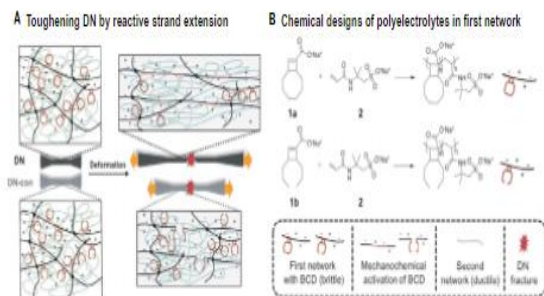 A Toughening DN by reactive strand extension
DN
DN-con
Deformation
B Chemical designs of polyelectrolytes in first network
1a
+
2
1b
+
2
First network
with BCD (brittle)
Mechanochemical
activation of BCD
Second
network (ductile)
DN
fracture